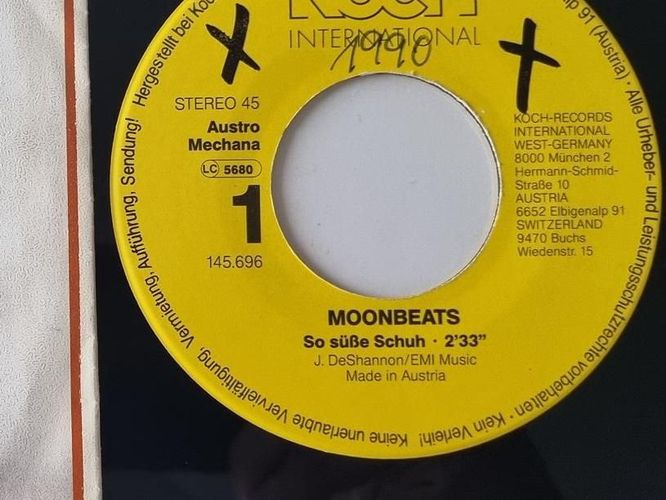 KOCH
INTERNATIONAL
1990
STEREO 45
Austro
Mechana
LC 5680
1
145.696
KOCH-RECORDS
INTERNATIONAL
WEST-GERMANY
8000 München 2
Hermann-Schmid-
Straße 10
AUSTRIA
6652 Elbigenalp 91
SWITZERLAND
9470 Buchs
Wiedenstr. 15
MOONBEATS
So süße Schuh · 2'33"
J. DeShannon/EMI Music
Made in Austria
Hergestellt bei Koch
91 (Austria) · Alle Urheber- und Leistungsschutzrechte vorbehalten * Kein Verleih! Keine unerlaubte Vervielfältigung, Vermietung, Aufführung, Sendung!